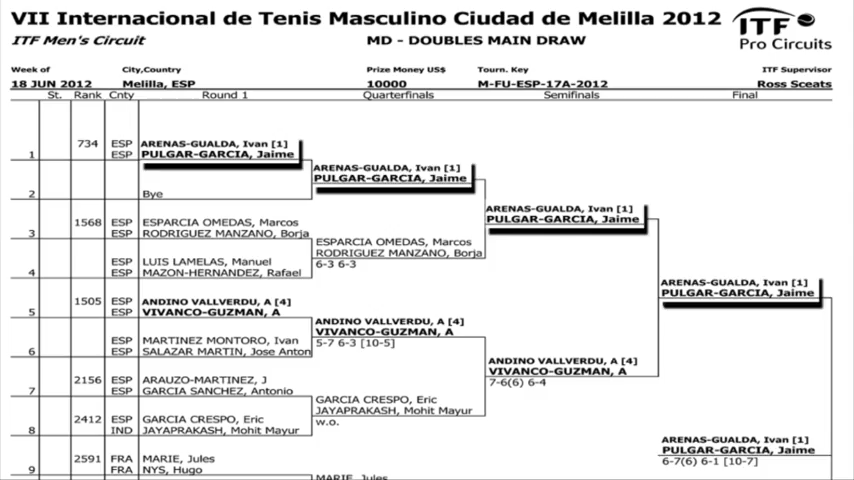 VII Internacional de Tenis Masculino Ciudad de Melilla 2012
ITF
Pro Circuits
ITF Men's Circuit MD - DOUBLES MAIN DRAW
Week of City,Country Prize Money US$ Tourn. Key ITF Supervisor
18 JUN 2012 Melilla, ESP 10000 M-FU-ESP-17A-2012 Ross Sceats
St. Rank Cnty Round 1 Quarterfinals Semifinals Final
734 ESP ARENAS-GUALDA, Ivan [1]
1 ESP PULGAR-GARCIA, Jaime
ARENAS-GUALDA, Ivan [1]
PULGAR-GARCIA, Jaime
2 Bye
ARENAS-GUALDA, Ivan [1]
PULGAR-GARCIA, Jaime
1568 ESP ESPARCIA OMEDAS, Marcos
3 ESP RODRIGUEZ MANZANO, Borja
ESPARCIA OMEDAS, Marcos
RODRIGUEZ MANZANO, Borja
6-3 6-3
ESP LUIS LAMELAS, Manuel
4 ESP MAZON-HERNANDEZ, Rafael
ARENAS-GUALDA, Ivan [1]
PULGAR-GARCIA, Jaime
1505 ESP ANDINO VALLVERDU, A [4]
5 ESP VIVANCO-GUZMAN, A
ANDINO VALLVERDU, A [4]
VIVANCO-GUZMAN, A
5-7 6-3 [10-5]
ESP MARTINEZ MONTORO, Ivan
6 ESP SALAZAR MARTIN, Jose Anton
ANDINO VALLVERDU, A [4]
VIVANCO-GUZMAN, A
7-6(6) 6-4
2156 ESP ARAUZO-MARTINEZ, J
7 ESP GARCIA SANCHEZ, Antonio
GARCIA CRESPO, Eric
JAYAPRAKASH, Mohit Mayur
w.o.
2412 ESP GARCIA CRESPO, Eric
8 IND JAYAPRAKASH, Mohit Mayur
ARENAS-GUALDA, Ivan [1]
PULGAR-GARCIA, Jaime
6-7(6) 6-1 [10-7]
2591 FRA MARIE, Jules
9 FRA NYS, Hugo
MARIE, Jules